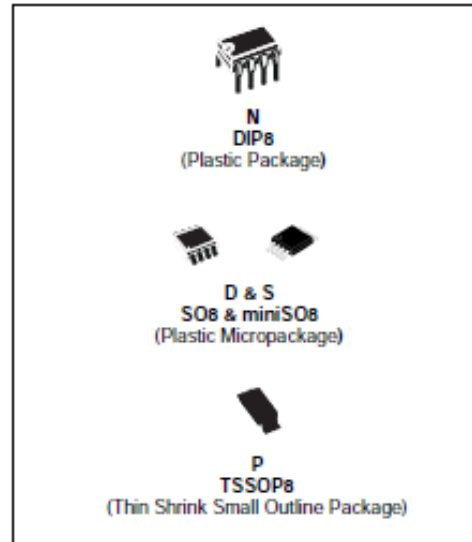 N
DIP8
(Plastic Package)
D & S
SO8 & miniSO8
(Plastic Micropackage)
P
TSSOP8
(Thin Shrink Small Outline Package)